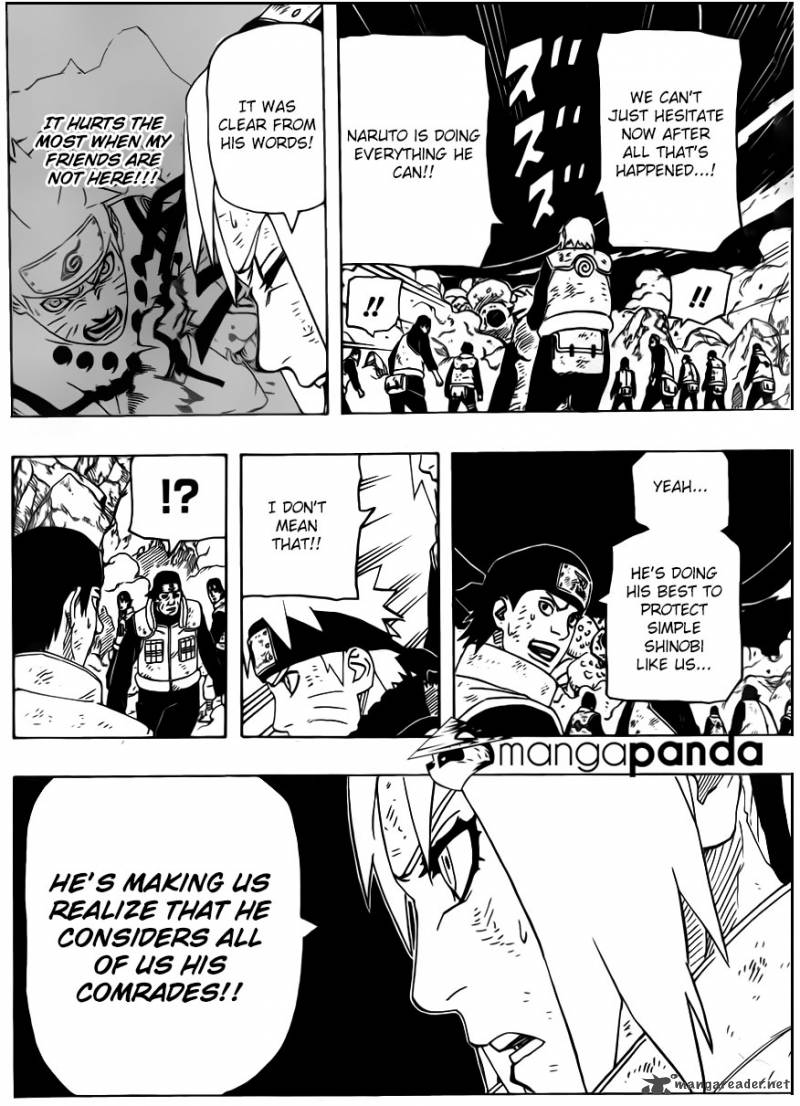 WE CAN'T
JUST HESITATE
NOW AFTER
ALL THAT'S
HAPPENED...!
ズズズ
NARUTO IS DOING
EVERYTHING HE
CAN!!
!!
!!
IT WAS
CLEAR FROM
HIS WORDS!
IT HURTS THE
MOST WHEN MY
FRIENDS ARE
NOT HERE!!!
YEAH...
HE'S DOING
HIS BEST TO
PROTECT
SIMPLE
SHINOBI
LIKE US...
I DON'T
MEAN
THAT!!
!?
mangapanda
HE'S MAKING US
REALIZE THAT HE
CONSIDERS ALL
OF US HIS
COMRADES!!
mangareader.net